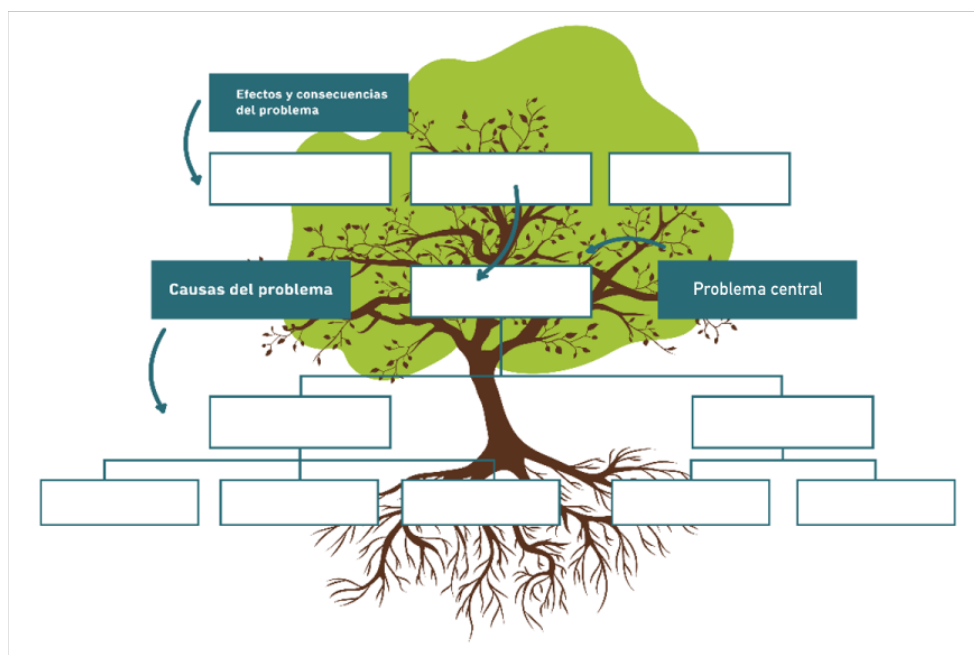 Efectos y consecuencias
del problema
Causas del problema
Problema central